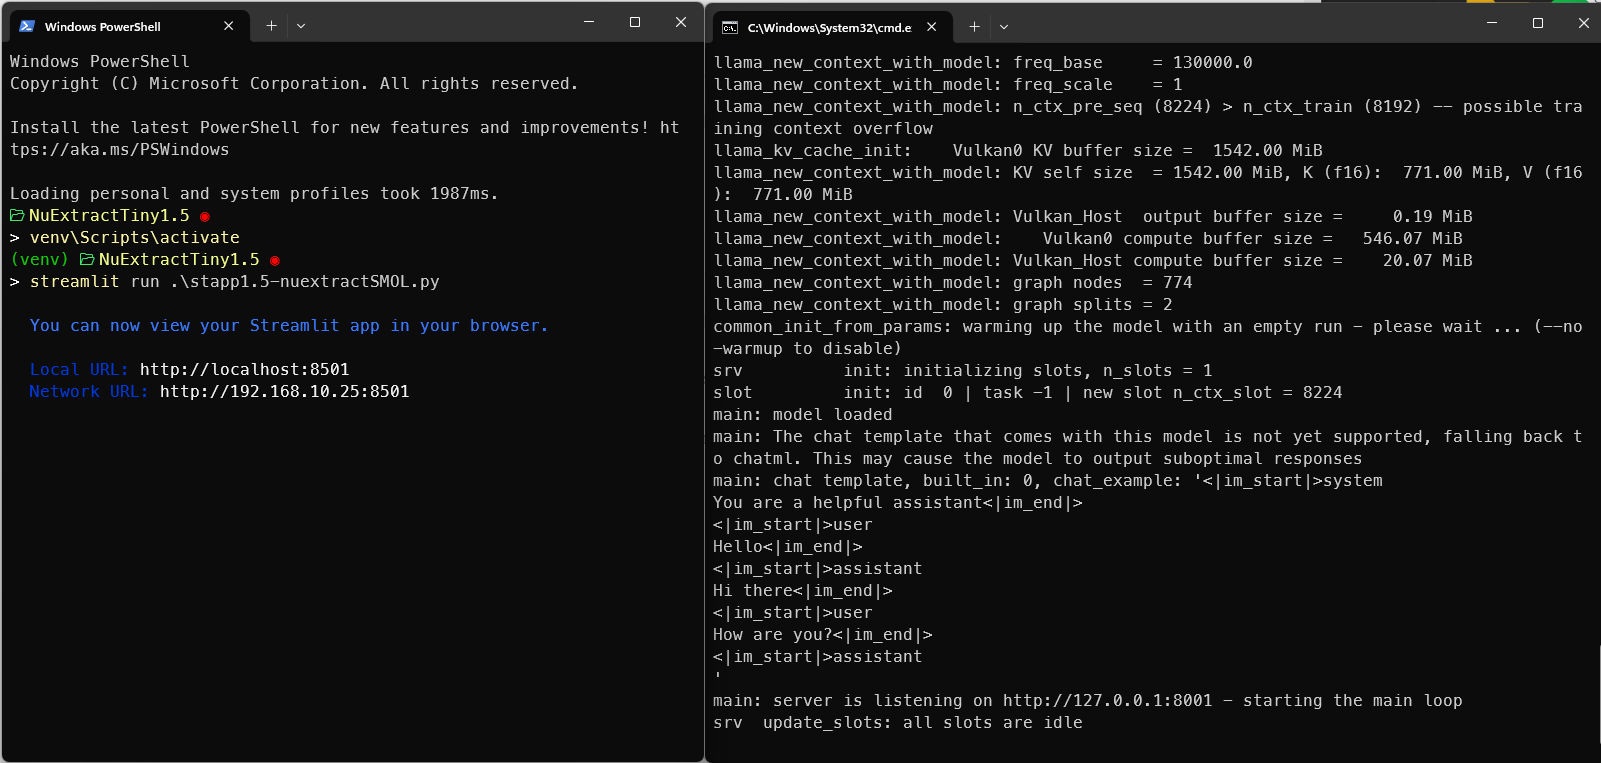 Windows PowerShell
Windows PowerShell
Copyright (C) Microsoft Corporation. All rights reserved.
Install the latest PowerShell for new features and improvements! ht
tps://aka.ms/PSWindows
Loading personal and system profiles took 1987ms.
NuExtractTiny1.5
> venv\Scripts\activate
(venv) NuExtractTiny1.5
> streamlit run .\stapp1.5-nuextractSMOL.py
You can now view your Streamlit app in your browser.
Local URL: http://localhost:8501
Network URL: http://192.168.10.25:8501
C:\Windows\System32\cmd.e
llama_new_context_with_model: freq_base     = 130000.0
llama_new_context_with_model: freq_scale    = 1
llama_new_context_with_model: n_ctx_pre_seq (8224) > n_ctx_train (8192) -- possible tra
ining context overflow
llama_kv_cache_init:    Vulkan0 KV buffer size =  1542.00 MiB
llama_new_context_with_model: KV self size  = 1542.00 MiB, K (f16):  771.00 MiB, V (f16
):  771.00 MiB
llama_new_context_with_model: Vulkan_Host  output buffer size =     0.19 MiB
llama_new_context_with_model:    Vulkan0 compute buffer size =   546.07 MiB
llama_new_context_with_model: Vulkan_Host compute buffer size =    20.07 MiB
llama_new_context_with_model: graph nodes  = 774
llama_new_context_with_model: graph splits = 2
common_init_from_params: warming up the model with an empty run - please wait ... (--no
-warmup to disable)
srv          init: initializing slots, n_slots = 1
slot         init: id  0 | task -1 | new slot n_ctx_slot = 8224
main: model loaded
main: The chat template that comes with this model is not yet supported, falling back t
o chatml. This may cause the model to output suboptimal responses
main: chat template, built_in: 0, chat_example: '<|im_start|>system
You are a helpful assistant<|im_end|>
<|im_start|>user
Hello<|im_end|>
<|im_start|>assistant
Hi there<|im_end|>
<|im_start|>user
How are you?<|im_end|>
<|im_start|>assistant
'
main: server is listening on http://127.0.0.1:8001 - starting the main loop
srv  update_slots: all slots are idle